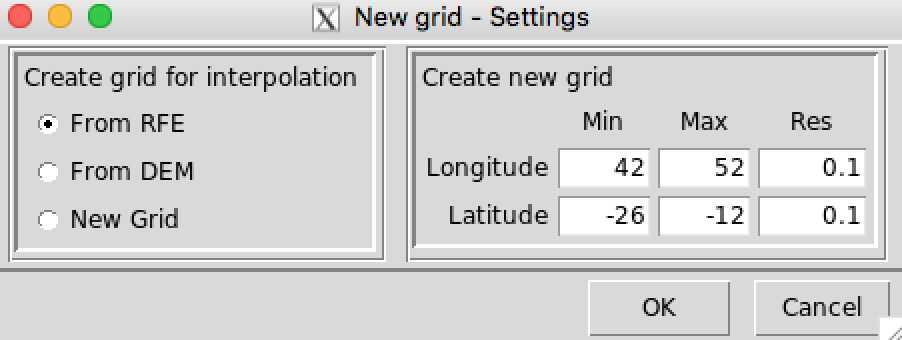 New grid - Settings
Create grid for interpolation
From RFE
From DEM
New Grid
Create new grid
Min Max Res
Longitude 42 52 0.1
Latitude -26 -12 0.1
OK Cancel